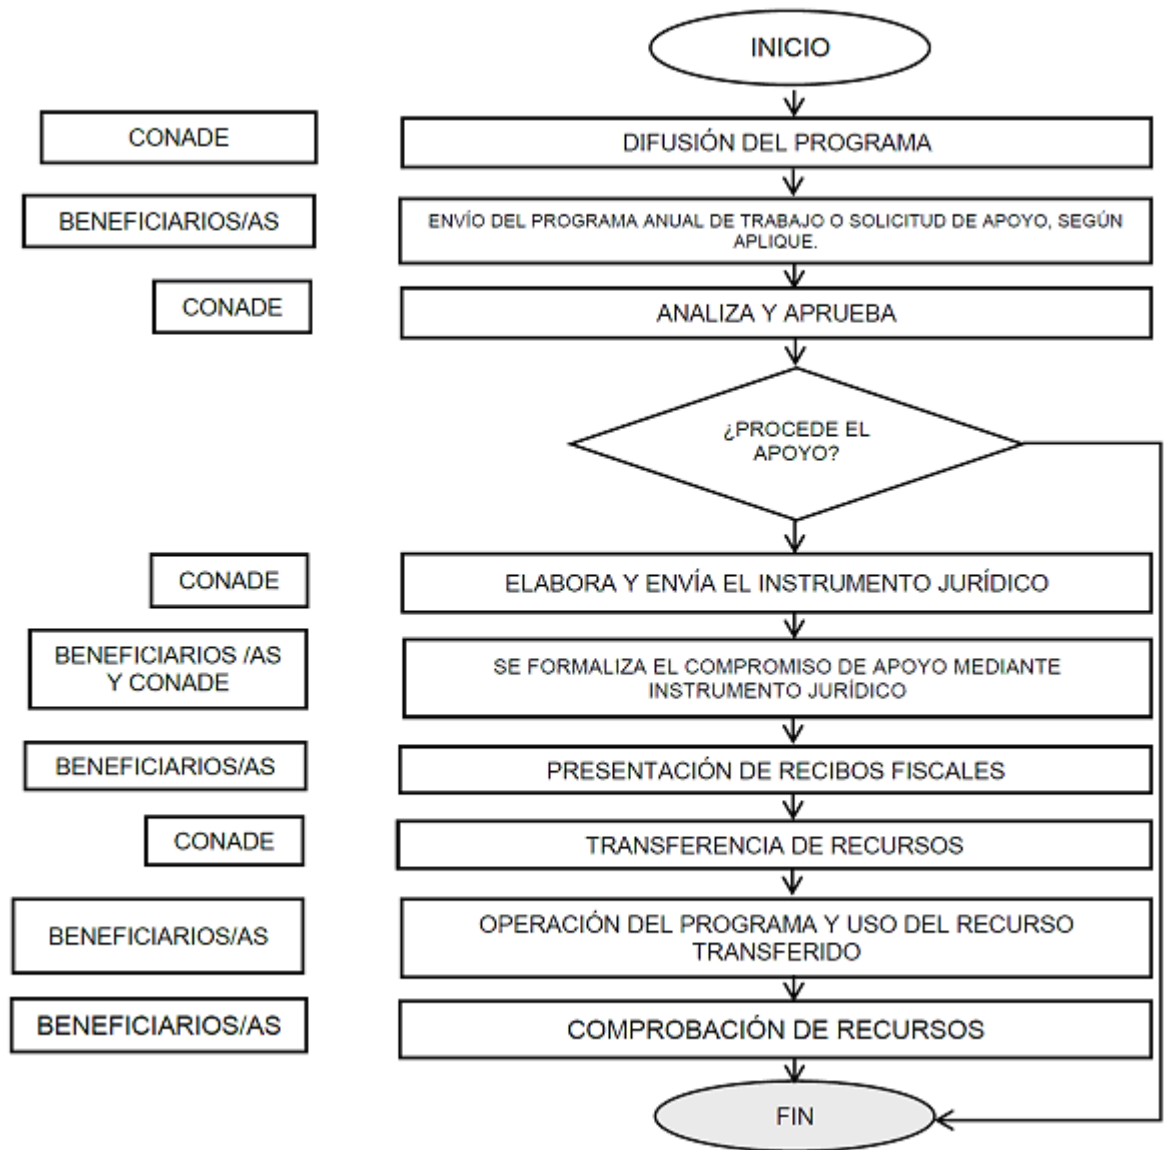 INICIO
CONADE
DIFUSIÓN DEL PROGRAMA
BENEFICIARIOS/AS
ENVÍO DEL PROGRAMA ANUAL DE TRABAJO O SOLICITUD DE APOYO, SEGÚN
APLIQUE.
CONADE
ANALIZA Y APRUEBA
¿PROCEDE EL
APOYO?
CONADE
ELABORA Y ENVÍA EL INSTRUMENTO JURÍDICO
BENEFICIARIOS /AS
Y CONADE
SE FORMALIZA EL COMPROMISO DE APOYO MEDIANTE
INSTRUMENTO JURÍDICO
BENEFICIARIOS/AS
PRESENTACIÓN DE RECIBOS FISCALES
CONADE
TRANSFERENCIA DE RECURSOS
BENEFICIARIOS/AS
OPERACIÓN DEL PROGRAMA Y USO DEL RECURSO
TRANSFERIDO
BENEFICIARIOS/AS
COMPROBACIÓN DE RECURSOS
FIN